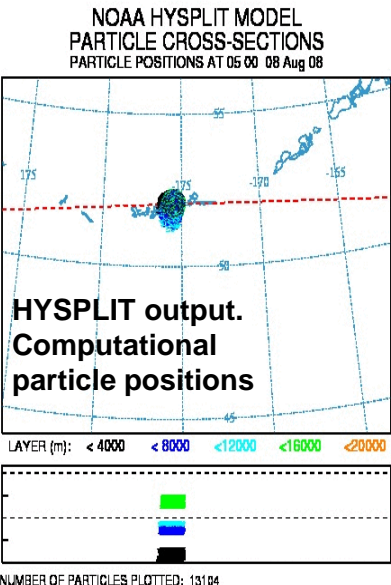 NOAA HYSPLIT MODEL
PARTICLE CROSS-SECTIONS
PARTICLE POSITIONS AT 05 00 08 Aug 08
55
175
-175
-170
-165
50
HYSPLIT output.
Computational
particle positions
45
LAYER (m): < 4000 < 8000 <12000 <16000 <20000
NUMBER OF PARTICLES PLOTTED: 13104